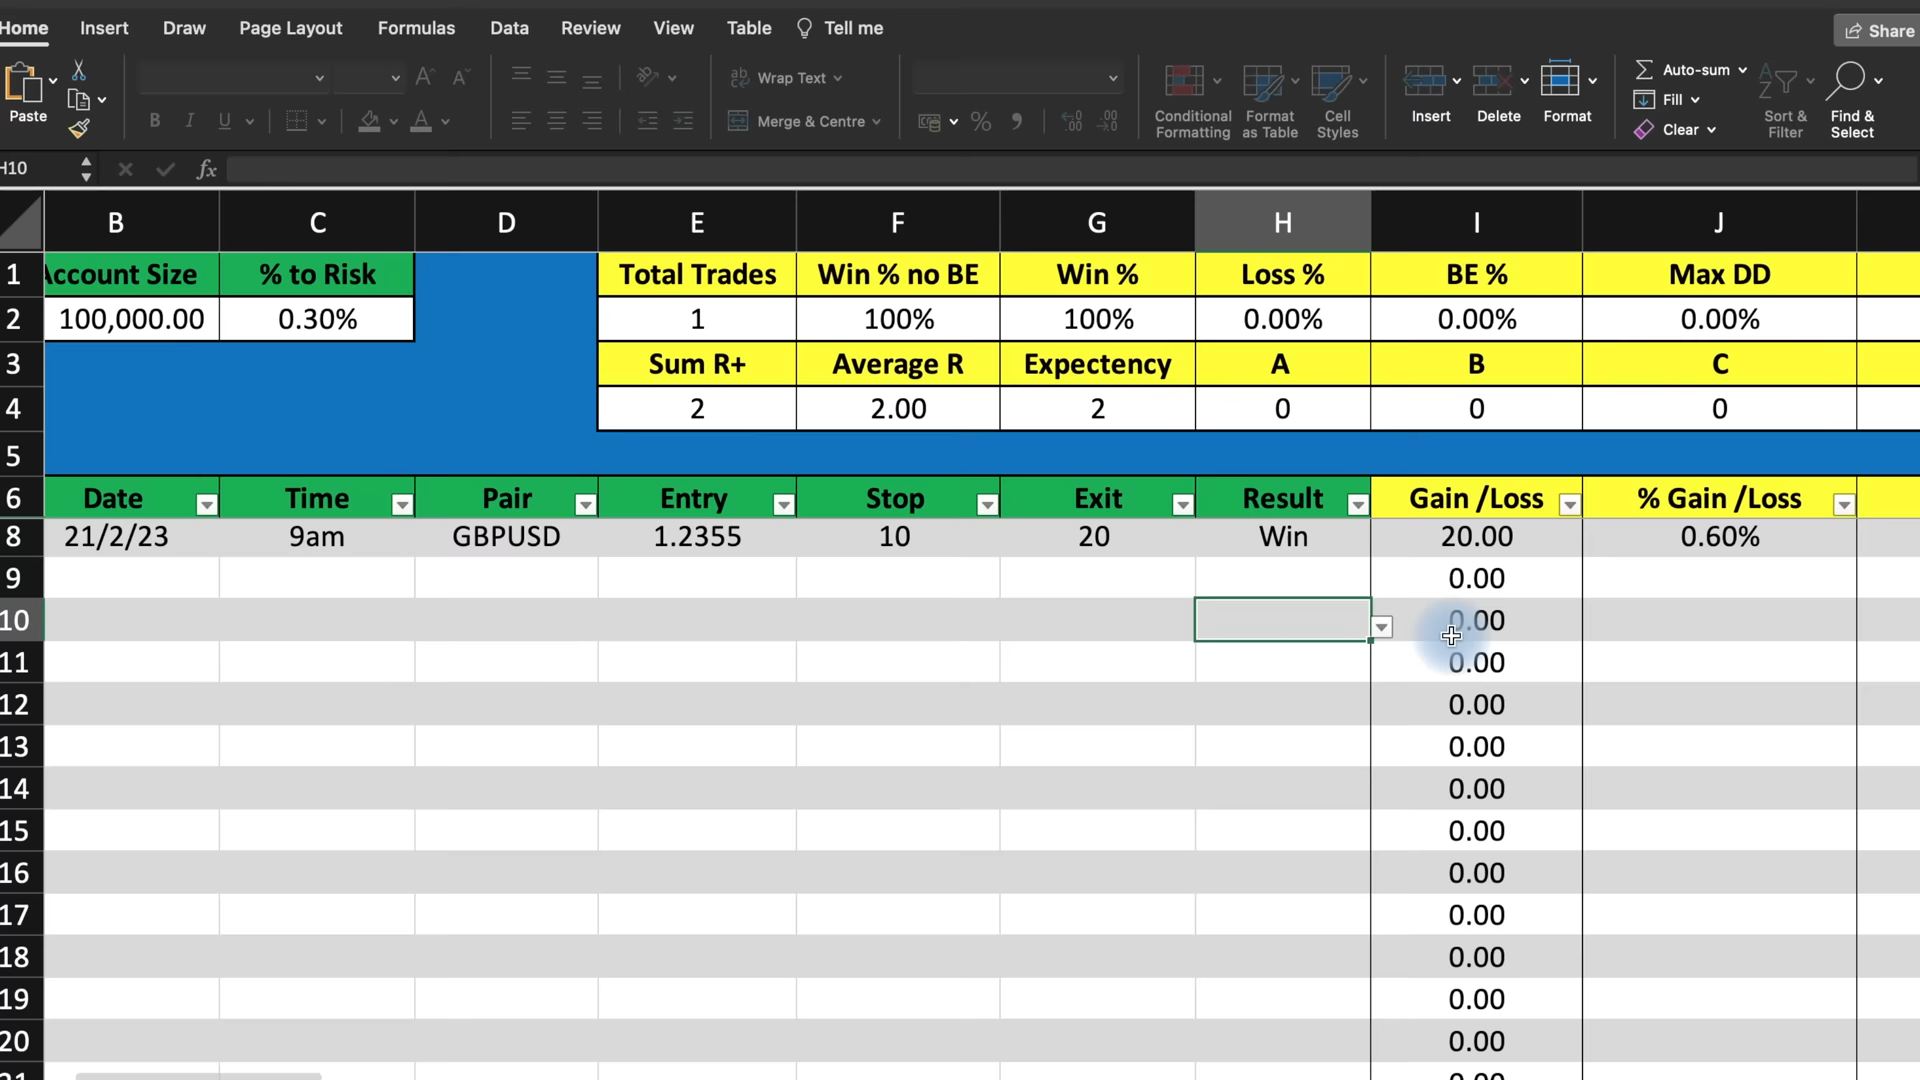 Home Insert Draw Page Layout Formulas Data Review View Table Tell me Share
Paste B I U Wrap Text Merge & Centre % Conditional Formatting Format as Table Cell Styles Insert Delete Format Auto-sum Fill Clear Sort & Filter Find & Select
H10 fx
B C D E F G H I J
1 Account Size % to Risk Total Trades Win % no BE Win % Loss % BE % Max DD
2 100,000.00 0.30% 1 100% 100% 0.00% 0.00% 0.00%
3 Sum R+ Average R Expectency A B C
4 2 2.00 2 0 0 0
5
6 Date Time Pair Entry Stop Exit Result Gain /Loss % Gain /Loss
8 21/2/23 9am GBPUSD 1.2355 10 20 Win 20.00 0.60%
9 0.00
10 0.00
11 0.00
12 0.00
13 0.00
14 0.00
15 0.00
16 0.00
17 0.00
18 0.00
19 0.00
20 0.00